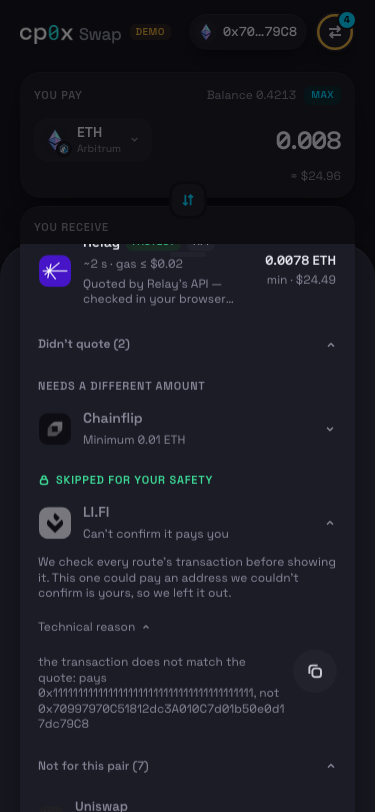 cp0x Swap DEMO
0x70...79C8
4
YOU PAY
Balance 0.4213 MAX
ETH
Arbitrum
0.008
≈ $24.96
YOU RECEIVE
Relay
~2 s · gas ≤ $0.02
0.0078 ETH
min · $24.49
Quoted by Relay's API —
checked in your browser...
Didn't quote (2)
NEEDS A DIFFERENT AMOUNT
Chainflip
Minimum 0.01 ETH
SKIPPED FOR YOUR SAFETY
LI.FI
Can't confirm it pays you
We check every route's transaction before showing
it. This one could pay an address we couldn't
confirm is yours, so we left it out.
Technical reason
the transaction does not match the
quote: pays
0x1111111111111111111111111111111111111111, not
0x70997970C51812dc3A010C7d01b50e0d1
7dc79C8
Not for this pair (7)
Uniswap